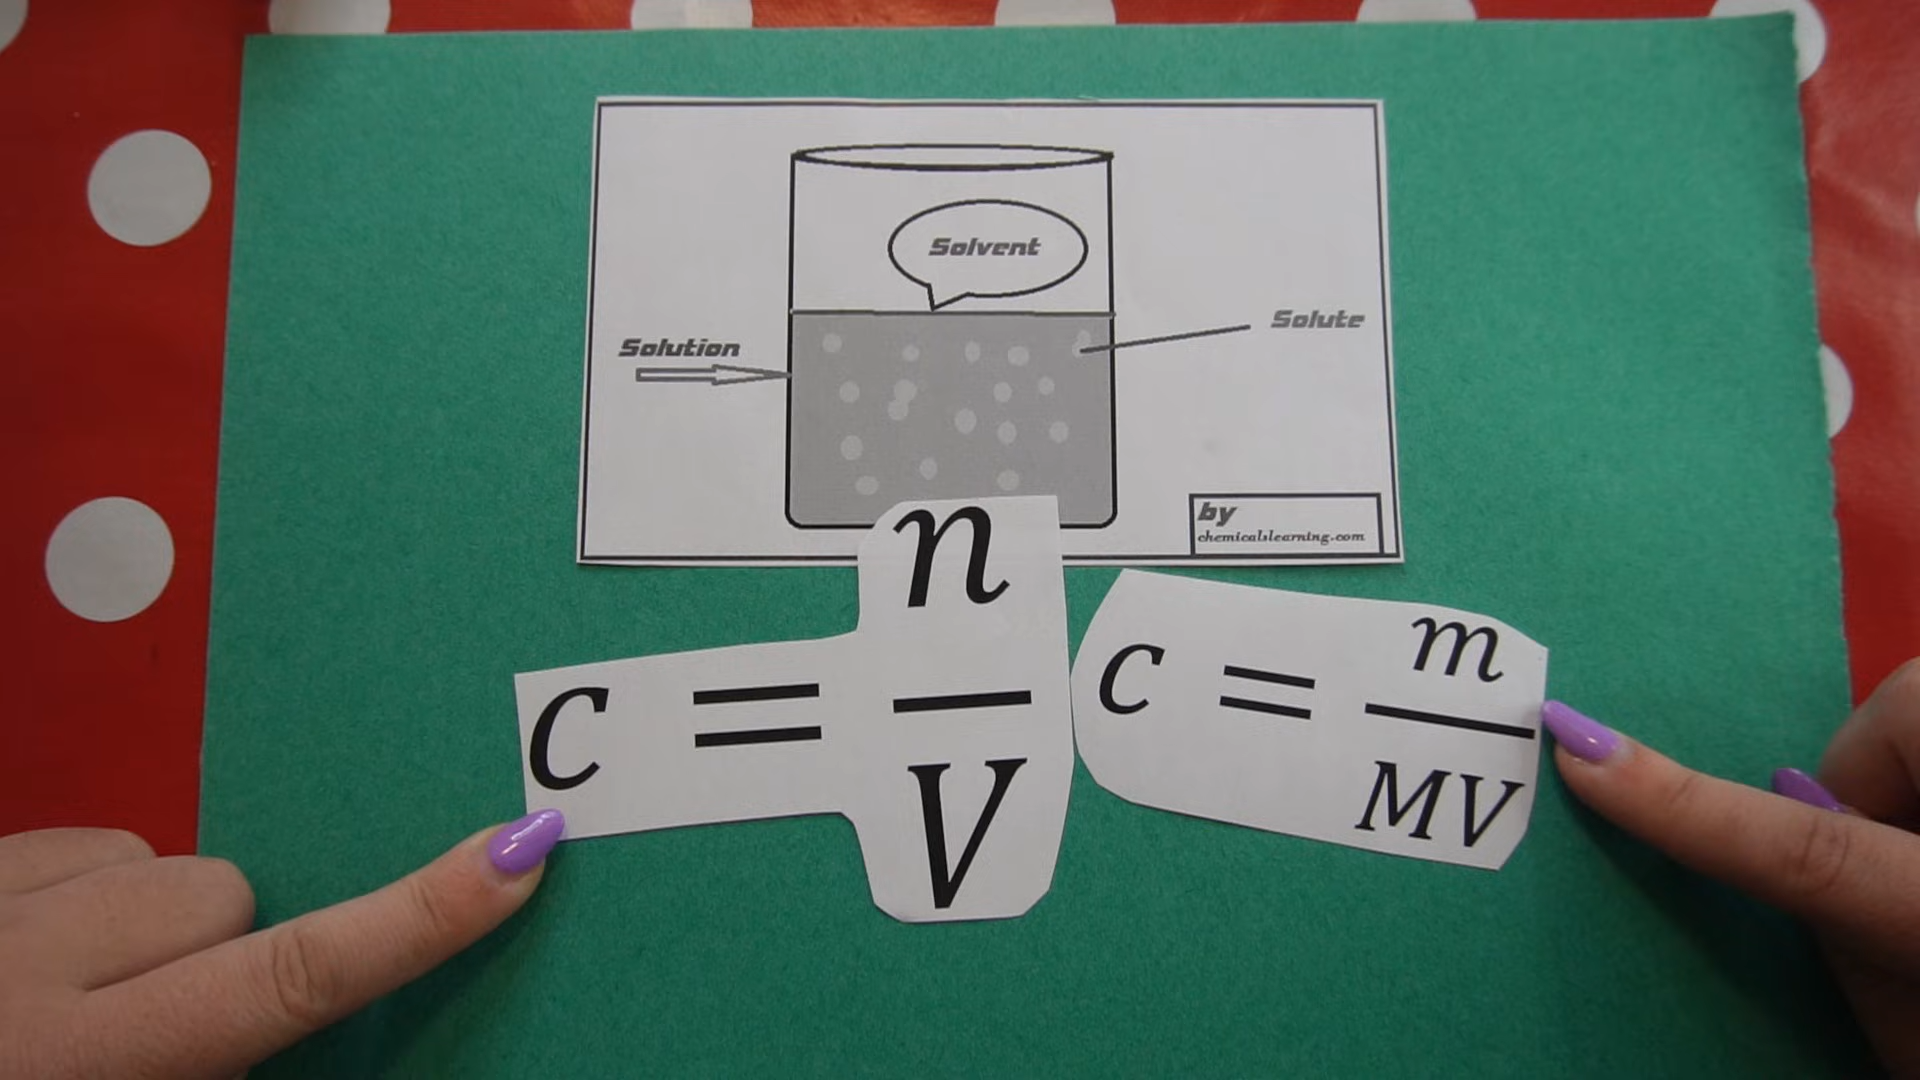 Solvent
Solution
Solute
by
chemicalslearning.com
c = n/V
c = m/MV